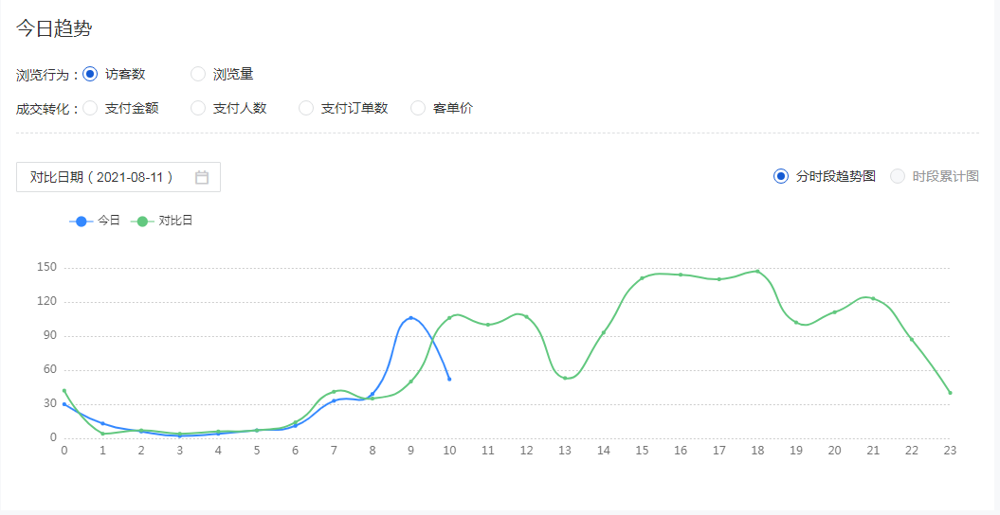 今日趋势
浏览行为：访客数 浏览量
成交转化：支付金额 支付人数 支付订单数 客单价
对比日期（2021-08-11） 分时段趋势图 时段累计图
今日 对比日
150
120
90
60
30
0
0 1 2 3 4 5 6 7 8 9 10 11 12 13 14 15 16 17 18 19 20 21 22 23